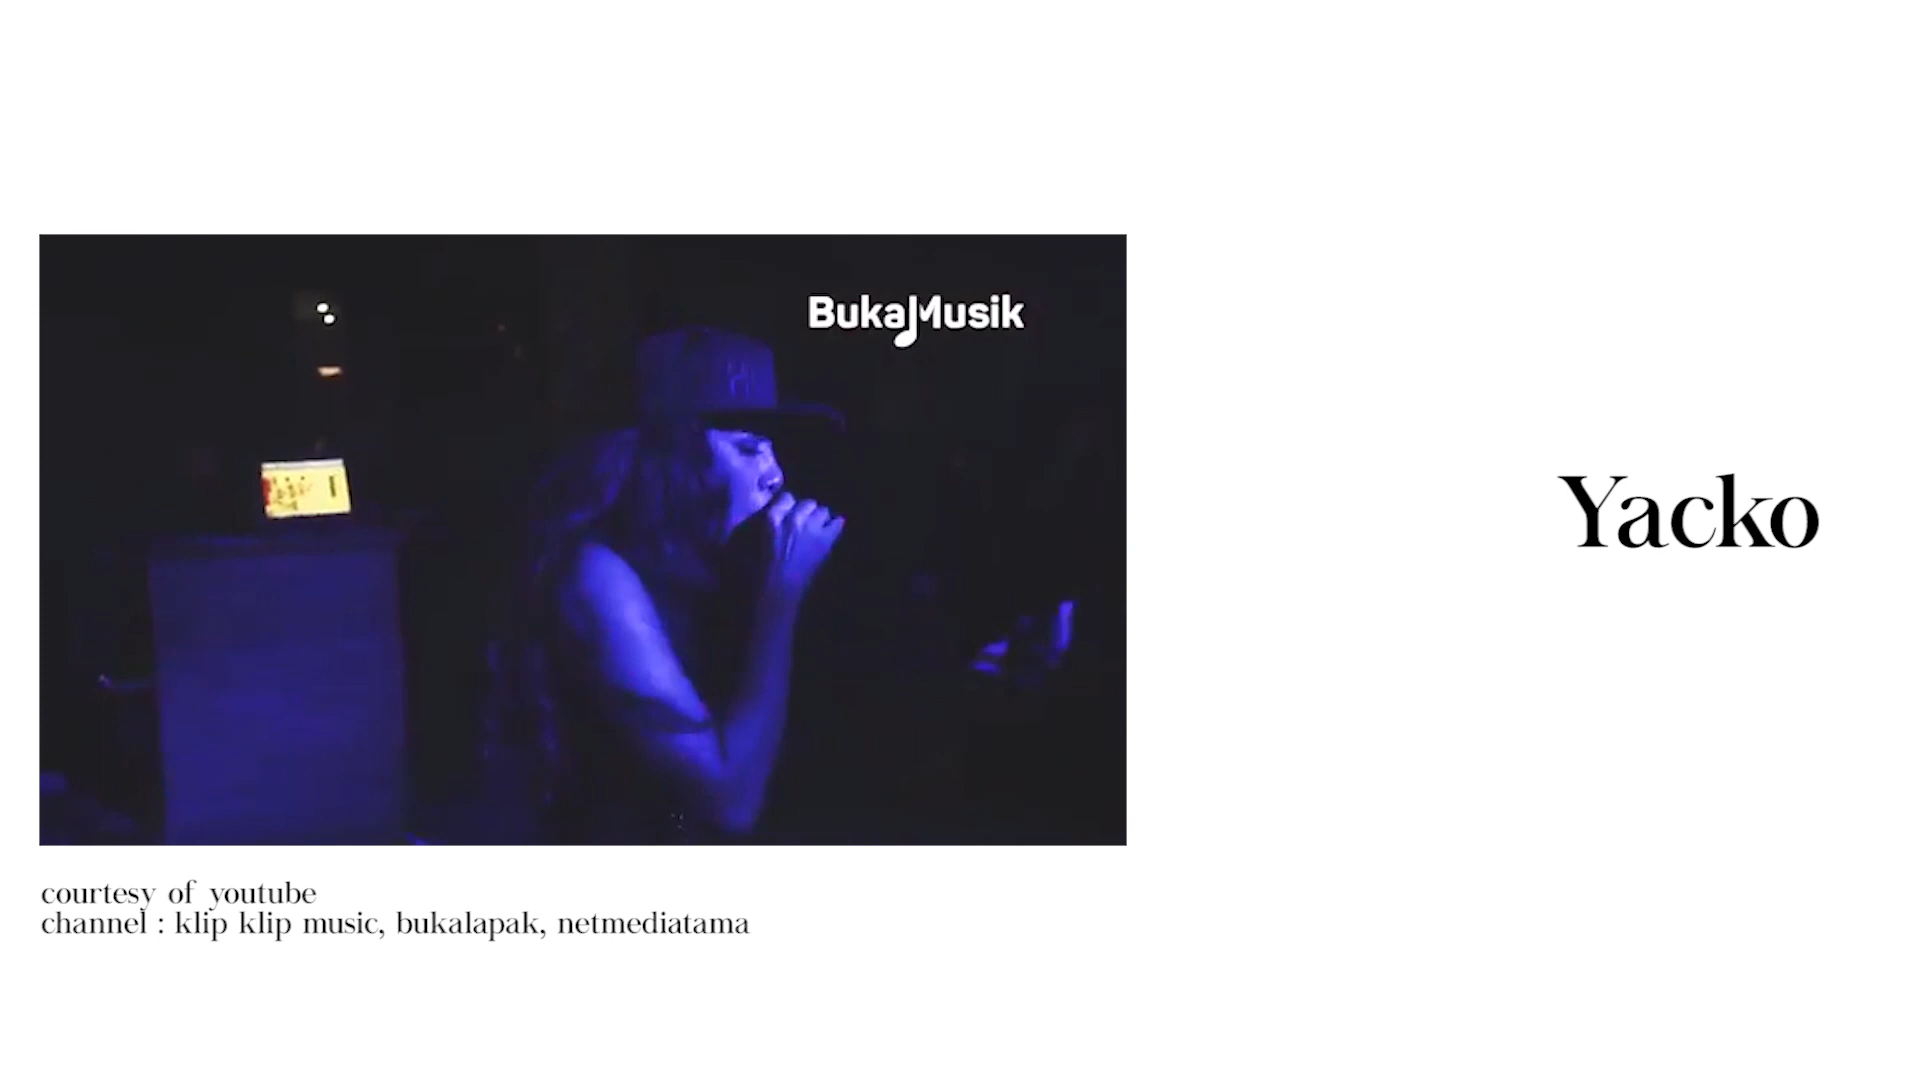 BukaMusik
Yacko
courtesy of youtube
channel : klip klip music, bukalapak, netmediatama